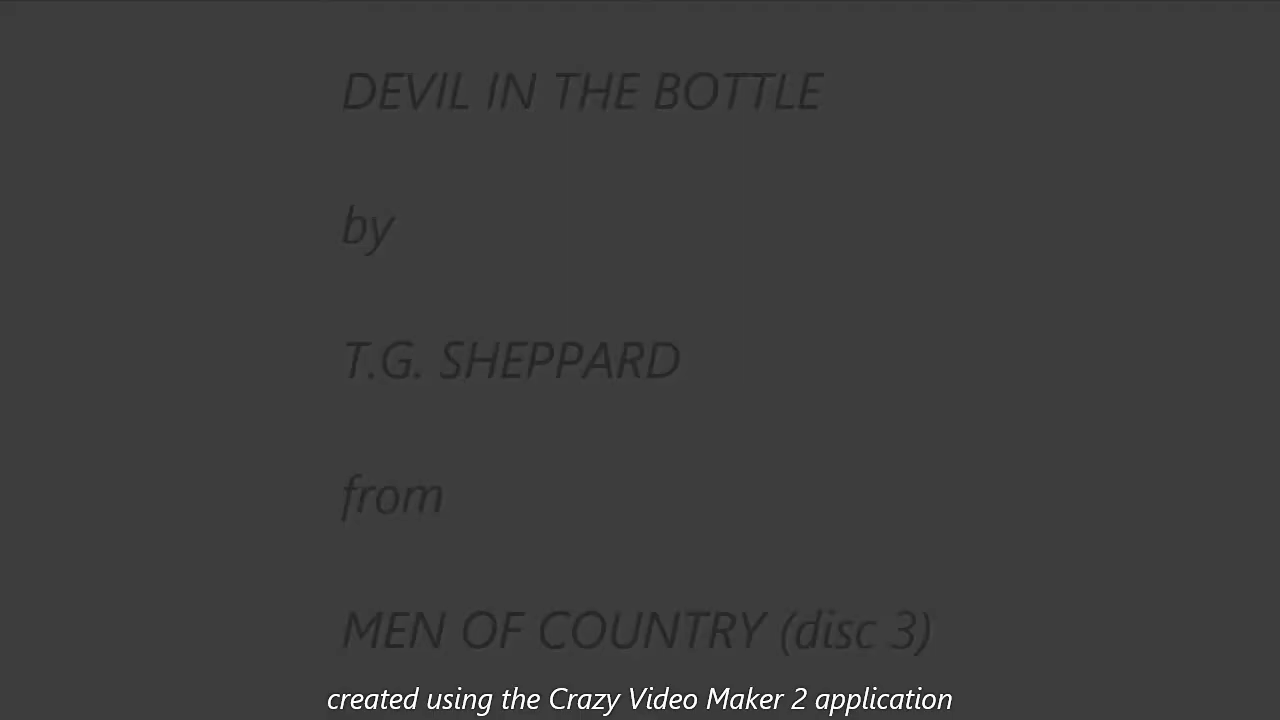 DEVIL IN THE BOTTLE
by
T.G. SHEPPARD
from
MEN OF COUNTRY (disc 3)
created using the Crazy Video Maker 2 application